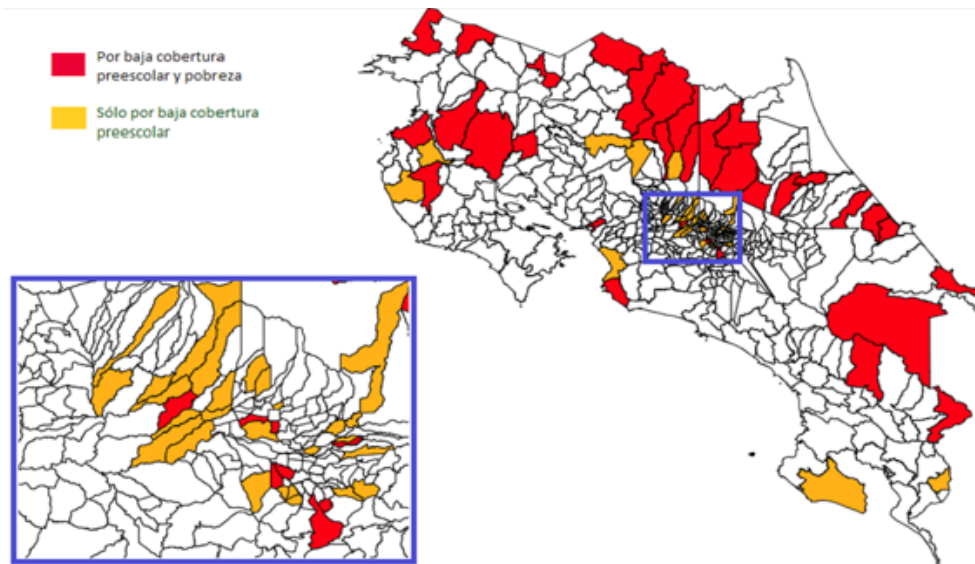 Por baja cobertura
preescolar y pobreza
Sólo por baja cobertura
preescolar